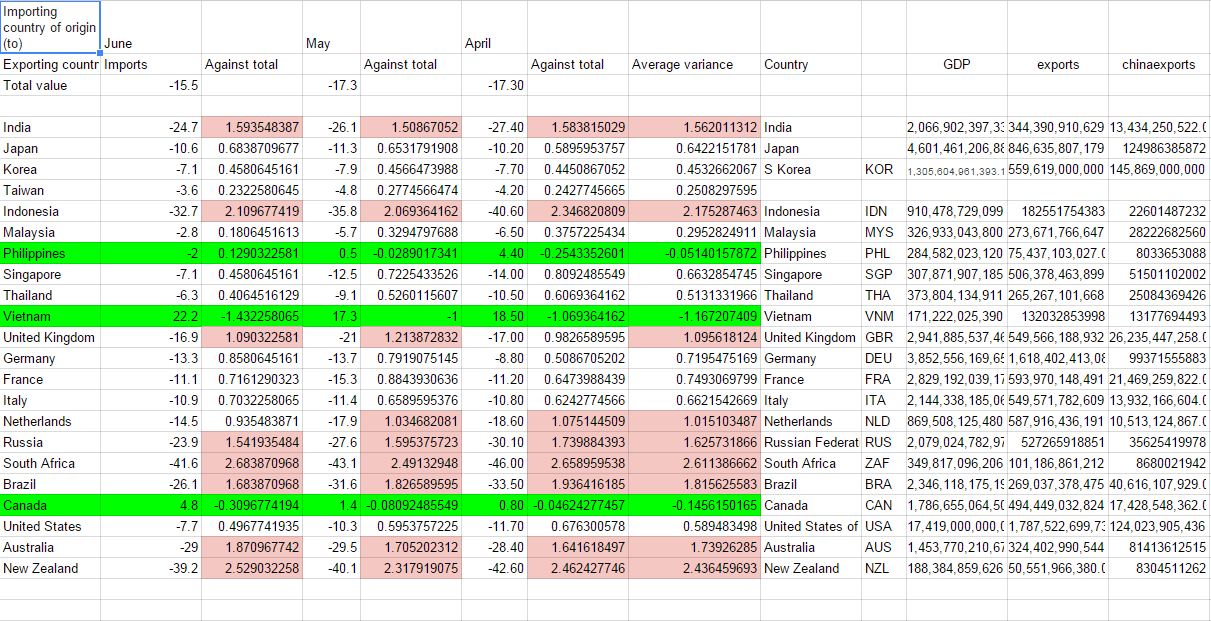 Importing
country of origin
(to) June May April
Exporting countr Imports Against total Against total Against total Average variance Country GDP exports chinaexports
Total value -15.5 -17.3 -17.30
India -24.7 1.593548387 -26.1 1.50867052 -27.40 1.583815029 1.562011312 India 2,066,902,397,33 344,390,910,629 13,434,250,522.0
Japan -10.6 0.6838709677 -11.3 0.6531791908 -10.20 0.5895953757 0.6422151781 Japan 4,601,461,206,88 846,635,807,179 124986385872
Korea -7.1 0.4580645161 -7.9 0.4566473988 -7.70 0.4450867052 0.4532662067 S Korea KOR 1,305,604,961,393.1 559,619,000,000 145,869,000,000
Taiwan -3.6 0.2322580645 -4.8 0.2774566474 -4.20 0.2427745665 0.2508297595
Indonesia -32.7 2.109677419 -35.8 2.069364162 -40.60 2.346820809 2.175287463 Indonesia IDN 910,478,729,099 182551754383 22601487232
Malaysia -2.8 0.1806451613 -5.7 0.3294797688 -6.50 0.3757225434 0.2952824911 Malaysia MYS 326,933,043,800 273,671,766,647 28222682560
Philippines -2 0.1290322581 0.5 -0.0289017341 4.40 -0.2543352601 -0.05140157872 Philippines PHL 284,582,023,120 75,437,103,027.0 8033653088
Singapore -7.1 0.4580645161 -12.5 0.7225433526 -14.00 0.8092485549 0.6632854745 Singapore SGP 307,871,907,185 506,378,463,899 51501102002
Thailand -6.3 0.4064516129 -9.1 0.5260115607 -10.50 0.6069364162 0.5131331966 Thailand THA 373,804,134,911 265,267,101,668 25084369426
Vietnam 22.2 -1.432258065 17.3 -1 18.50 -1.069364162 -1.167207409 Vietnam VNM 171,222,025,390 132032853998 13177694493
United Kingdom -16.9 1.090322581 -21 1.213872832 -17.00 0.9826589595 1.095618124 United Kingdom GBR 2,941,885,537,46 549,566,188,932 26,235,447,258.0
Germany -13.3 0.8580645161 -13.7 0.7919075145 -8.80 0.5086705202 0.7195475169 Germany DEU 3,852,556,169,65 1,618,402,413,08 99371555883
France -11.1 0.7161290323 -15.3 0.8843930636 -11.20 0.6473988439 0.7493069799 France FRA 2,829,192,039,17 593,970,148,491 21,469,259,822.0
Italy -10.9 0.7032258065 -11.4 0.6589595376 -10.80 0.6242774566 0.6621542669 Italy ITA 2,144,338,185,06 549,571,782,609 13,932,166,604.0
Netherlands -14.5 0.935483871 -17.9 1.034682081 -18.60 1.075144509 1.015103487 Netherlands NLD 869,508,125,480 587,916,436,191 10,513,124,867.0
Russia -23.9 1.541935484 -27.6 1.595375723 -30.10 1.739884393 1.625731866 Russian Federat RUS 2,079,024,782,97 527265918851 35625419978
South Africa -41.6 2.683870968 -43.1 2.49132948 -46.00 2.658959538 2.611386662 South Africa ZAF 349,817,096,206 101,186,861,212 8680021942
Brazil -26.1 1.683870968 -31.6 1.826589595 -33.50 1.936416185 1.815625583 Brazil BRA 2,346,118,175,19 269,037,378,475 40,616,107,929.0
Canada 4.8 -0.3096774194 1.4 -0.08092485549 0.80 -0.04624277457 -0.1456150165 Canada CAN 1,786,655,064,50 494,449,032,824 17,428,548,362.0
United States -7.7 0.4967741935 -10.3 0.5953757225 -11.70 0.676300578 0.589483498 United States of USA 17,419,000,000,0 1,787,522,699,73 124,023,905,436
Australia -29 1.870967742 -29.5 1.705202312 -28.40 1.641618497 1.73926285 Australia AUS 1,453,770,210,67 324,402,990,544 81413612515
New Zealand -39.2 2.529032258 -40.1 2.317919075 -42.60 2.462427746 2.436459693 New Zealand NZL 188,384,859,626 50,551,966,380.0 8304511262